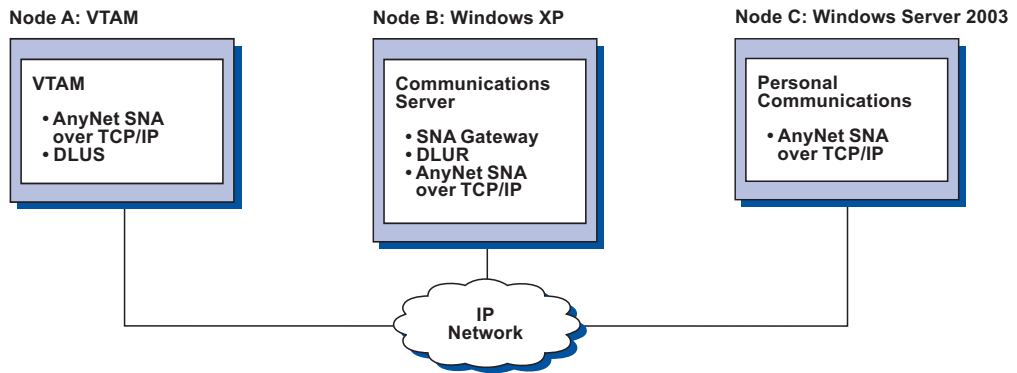 Node A: VTAM
VTAM
• AnyNet SNA
over TCP/IP
• DLUS
Node B: Windows XP
Communications
Server
• SNA Gateway
• DLUR
• AnyNet SNA
over TCP/IP
Node C: Windows Server 2003
Personal
Communications
• AnyNet SNA
over TCP/IP
IP
Network